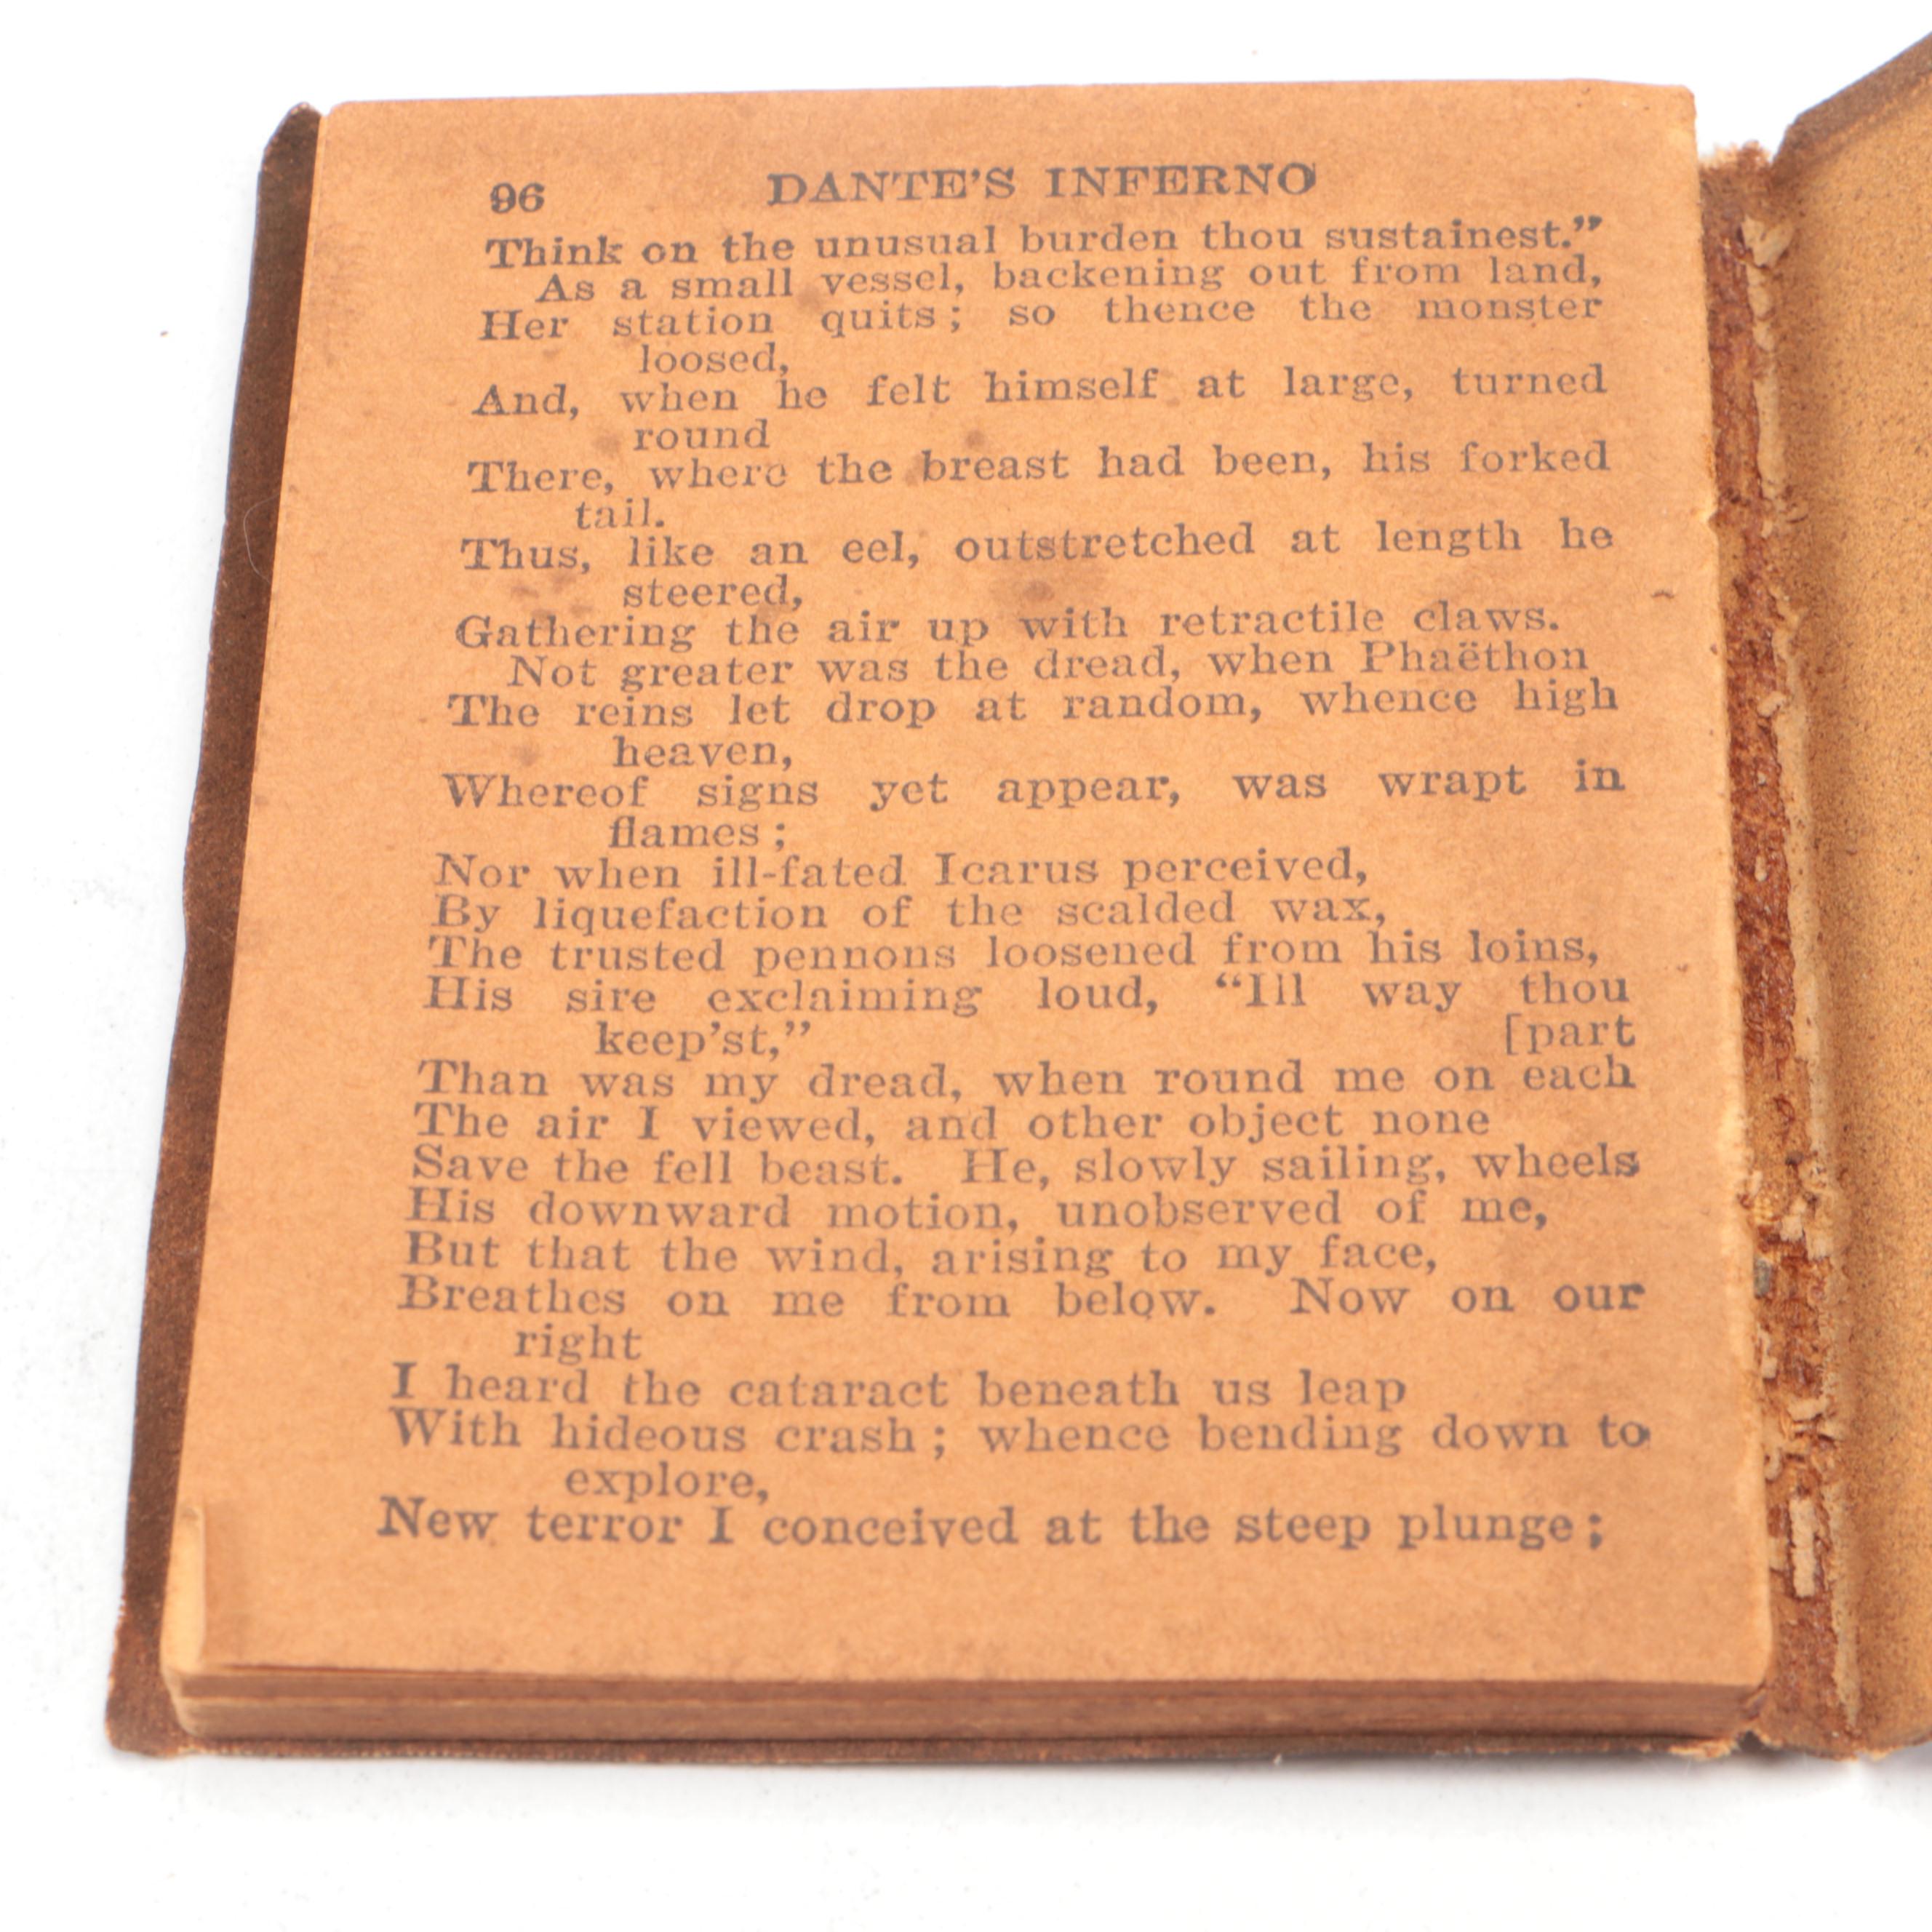 96 DANTE'S INFERNO
Think on the unusual burden thou sustainest."
As a small vessel, backening out from land,
Her station quits; so thence the monster
loosed,
And, when he felt himself at large, turned
round
There, where the breast had been, his forked
tail.
Thus, like an eel, outstretched at length he
steered,
Gathering the air up with retractile claws.
Not greater was the dread, when Phaëthon
The reins let drop at random, whence high
heaven,
Whereof signs yet appear, was wrapt in
flames;
Nor when ill-fated Icarus perceived,
By liquefaction of the scalded wax,
The trusted pennons loosened from his loins,
His sire exclaiming loud, "Ill way thou
keep'st," [part
Than was my dread, when round me on each
The air I viewed, and other object none
Save the fell beast. He, slowly sailing, wheels
His downward motion, unobserved of me,
But that the wind, arising to my face,
Breathes on me from below. Now on our
right
I heard the cataract beneath us leap
With hideous crash; whence bending down to
explore,
New terror I conceived at the steep plunge;